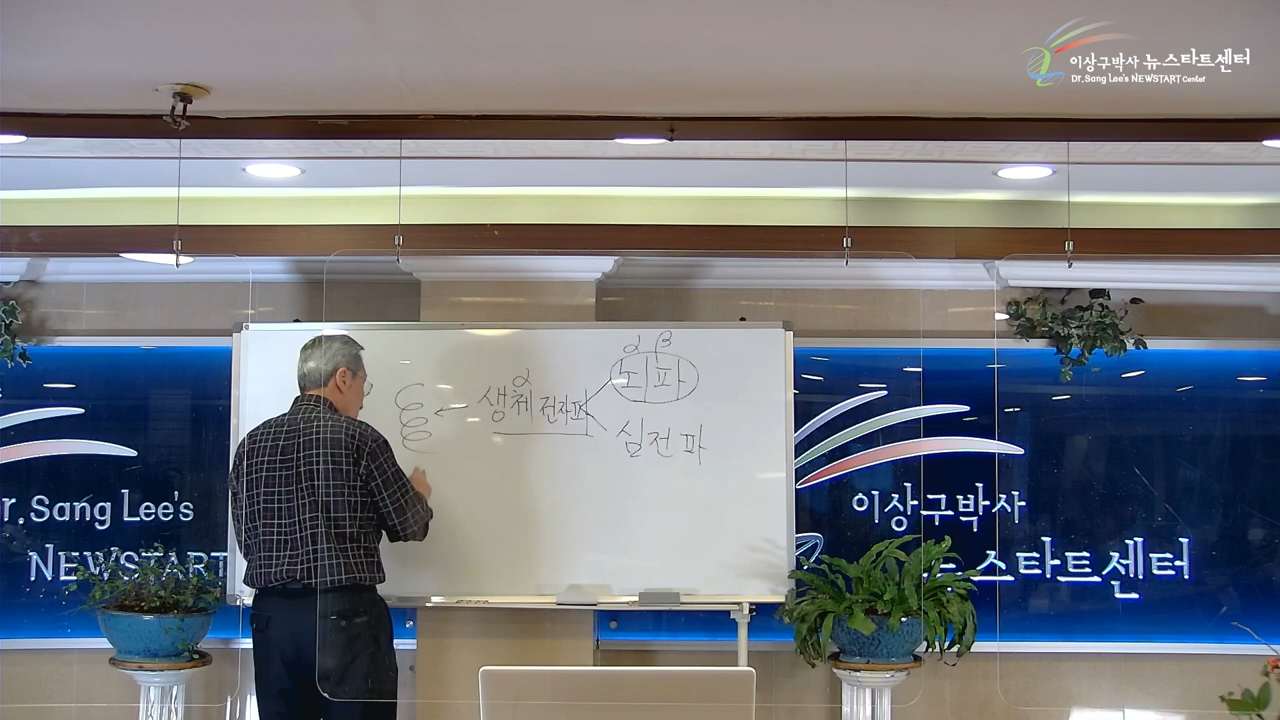 이상구박사 뉴스타트센터
Dr. Sang Lee's NEWSTART Center
α β
뇌파
α
생체 전자파
심전파
r. Sang Lee's
NEWSTART
이상구박사
뉴스타트센터